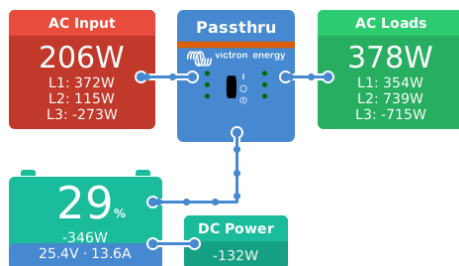 AC Input
206W
L1: 372W
L2: 115W
L3: -273W
Passthru
victron energy
I
AC Loads
378W
L1: 354W
L2: 739W
L3: -715W
29%
-346W
25.4V · 13.6A
DC Power
-132W